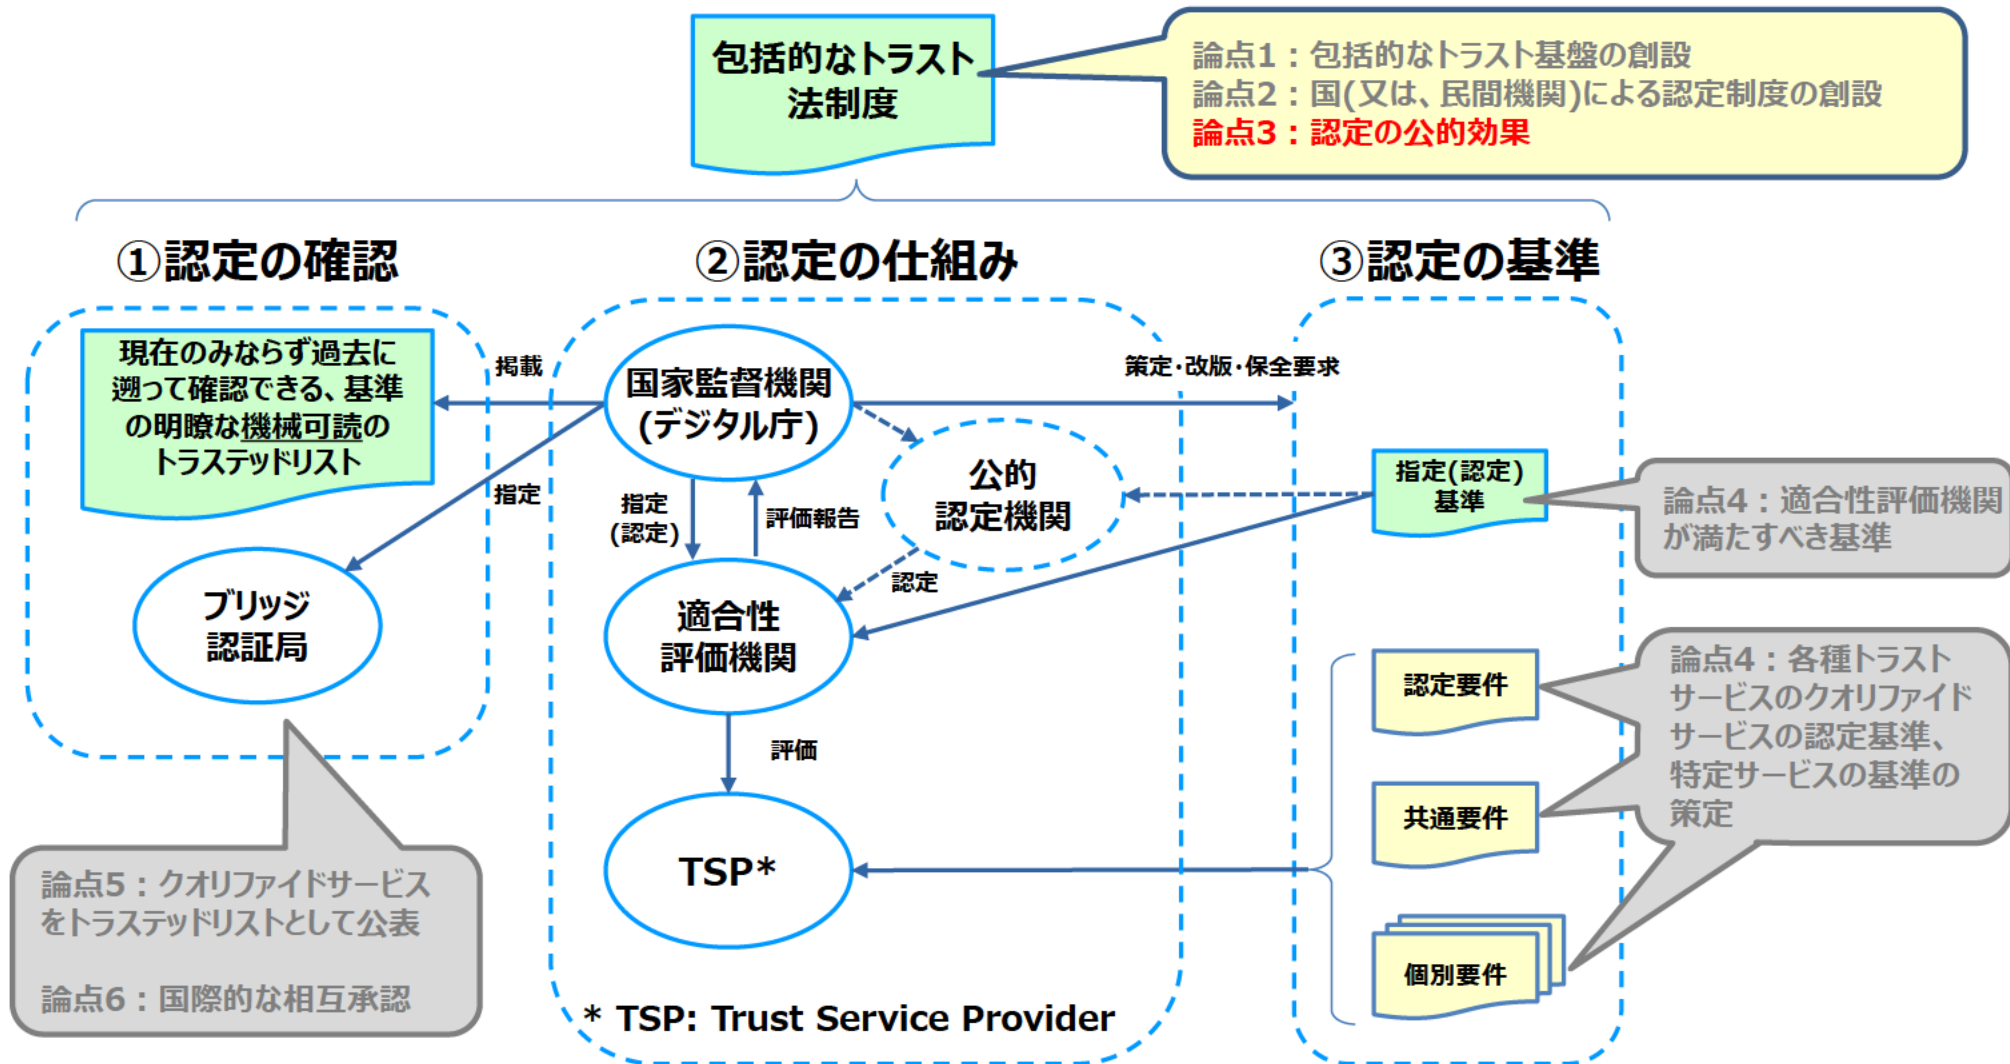 包括的なトラスト
法制度
論点1：包括的なトラスト基盤の創設
論点2：国(又は、民間機関)による認定制度の創設
論点3：認定の公的効果
①認定の確認
②認定の仕組み
③認定の基準
現在のみならず過去に
遡って確認できる、基準
の明瞭な機械可読の
トラステッドリスト
掲載
国家監督機関
(デジタル庁)
策定・改版・保全要求
指定
指定
(認定)
評価報告
公的
認定機関
認定
指定(認定)
基準
論点4：適合性評価機関
が満たすべき基準
ブリッジ
認証局
適合性
評価機関
評価
認定要件
共通要件
個別要件
論点4：各種トラスト
サービスのクオリファイド
サービスの認定基準、
特定サービスの基準の
策定
TSP*
論点5：クオリファイドサービス
をトラステッドリストとして公表
論点6：国際的な相互承認
* TSP: Trust Service Provider